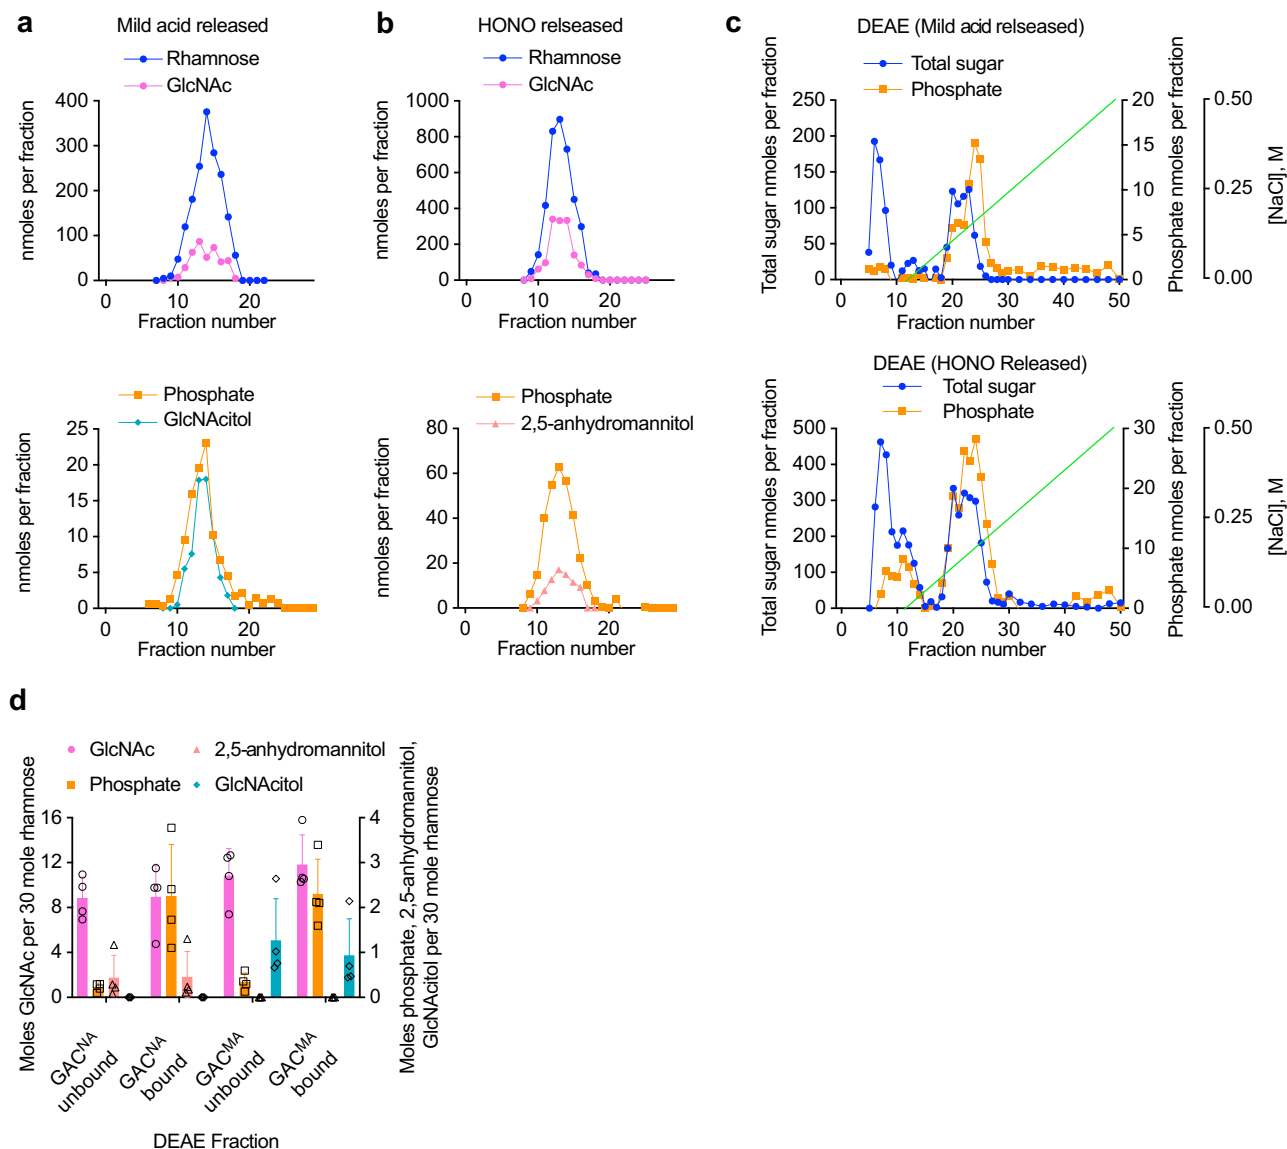 a
Mild acid released
Rhamnose
GlcNAc
nmoles per fraction
400
300
200
100
0
0
10
20
Fraction number
Phosphate
GlcNAcitol
nmoles per fraction
25
20
15
10
5
0
0
10
20
Fraction number
b
HONO relseased
Rhamnose
GlcNAc
nmoles per fraction
1000
800
600
400
200
0
0
10
20
Fraction number
Phosphate
2,5-anhydromannitol
nmoles per fraction
80
60
40
20
0
0
10
20
Fraction number
c
DEAE (Mild acid relseased)
Total sugar
Phosphate
Total sugar nmoles per fraction
250
200
150
100
50
0
0
10
20
30
40
50
Fraction number
20
15
10
5
0
Phosphate nmoles per fraction
0.50
0.25
0.00
[NaCl], M
DEAE (HONO Released)
Total sugar
Phosphate
Total sugar nmoles per fraction
500
400
300
200
100
0
0
10
20
30
40
50
Fraction number
30
20
10
0
Phosphate nmoles per fraction
0.50
0.25
0.00
[NaCl], M
d
GlcNAc
2,5-anhydromannitol
Phosphate
GlcNAcitol
Moles GlcNAc per 30 mole rhamnose
16
12
8
4
0
4
3
2
1
0
Moles phosphate, 2,5-anhydromannitol,
GlcNAcitol per 30 mole rhamnose
GAC^NA
unbound
GAC^NA
bound
GAC^MA
unbound
GAC^MA
bound
DEAE Fraction